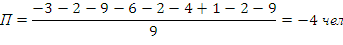 П = (−3 − 2 − 9 − 6 − 2 − 4 + 1 − 2 − 9) / 9 = −4 чел